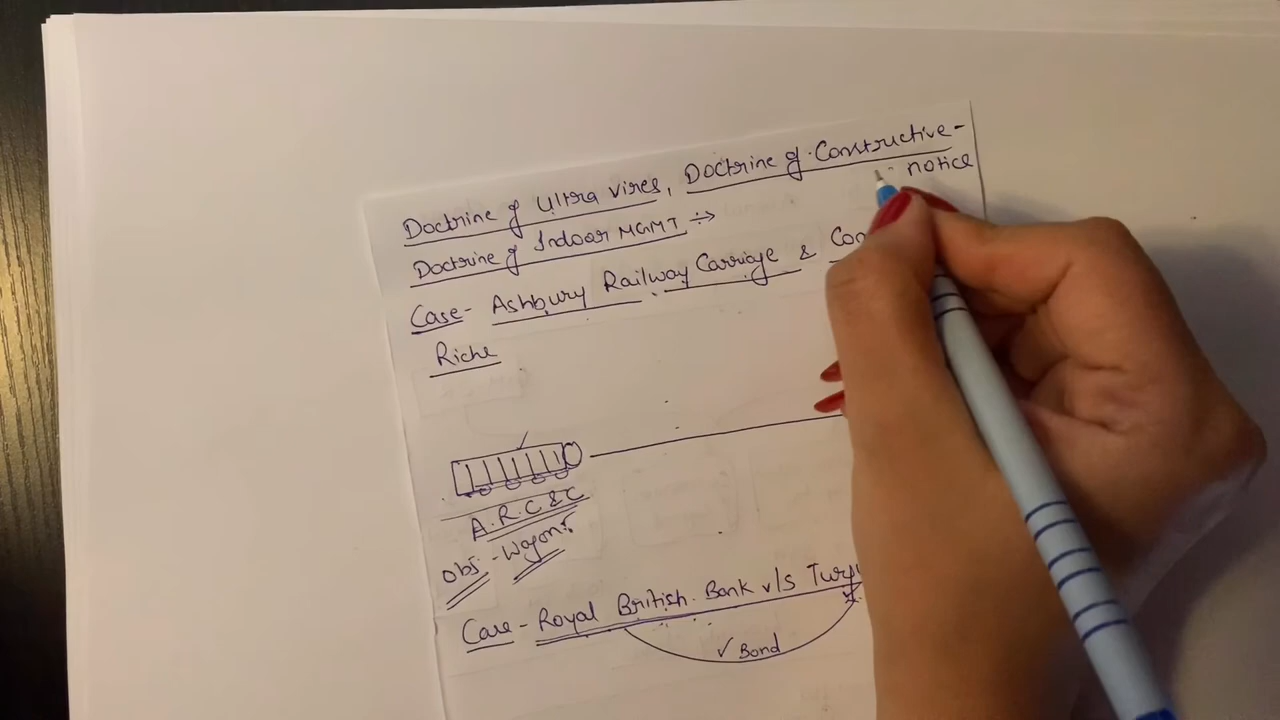 Doctrine of Ultra vires, Doctrine of Constructive-
notice
Doctrine of Indoor MGMT :-
Case- Ashbury Railway Carriage &
Riche
A.R.C &C
Obj - Wagons
Case - Royal British Bank v/s
✓ Bond